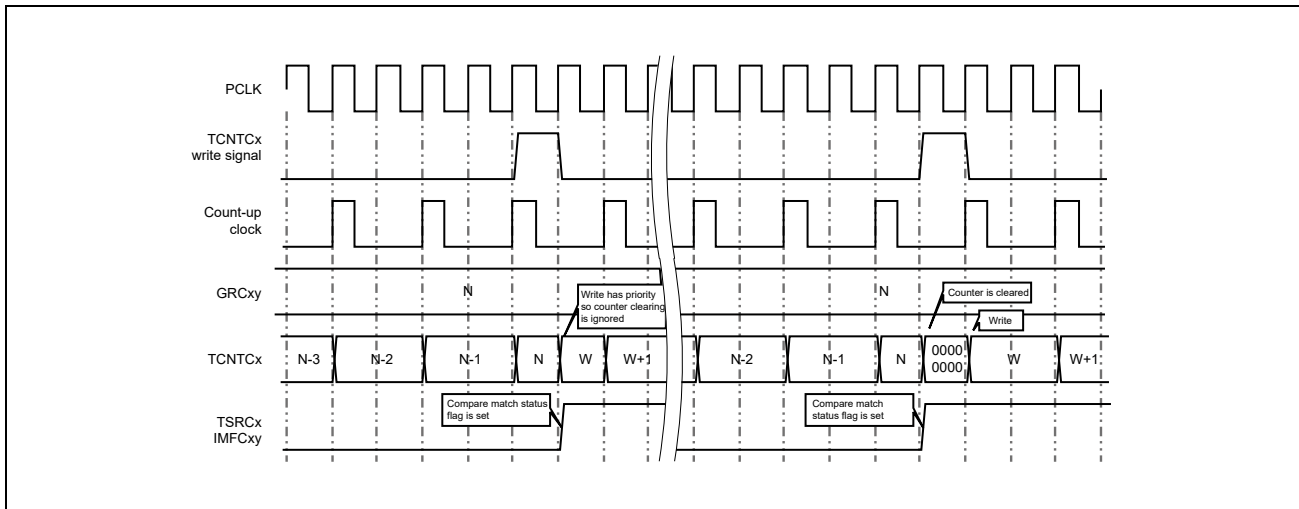 PCLK
TCNTCx
write signal
Count-up
clock
GRCxy
N
Write has priority
so counter clearing
is ignored
N
Counter is cleared
Write
TCNTCx
N-3
N-2
N-1
N
W
W+1
N-2
N-1
N
0000
0000
W
W+1
Compare match status
flag is set
Compare match
status flag is set
TSRCx
IMFCxy